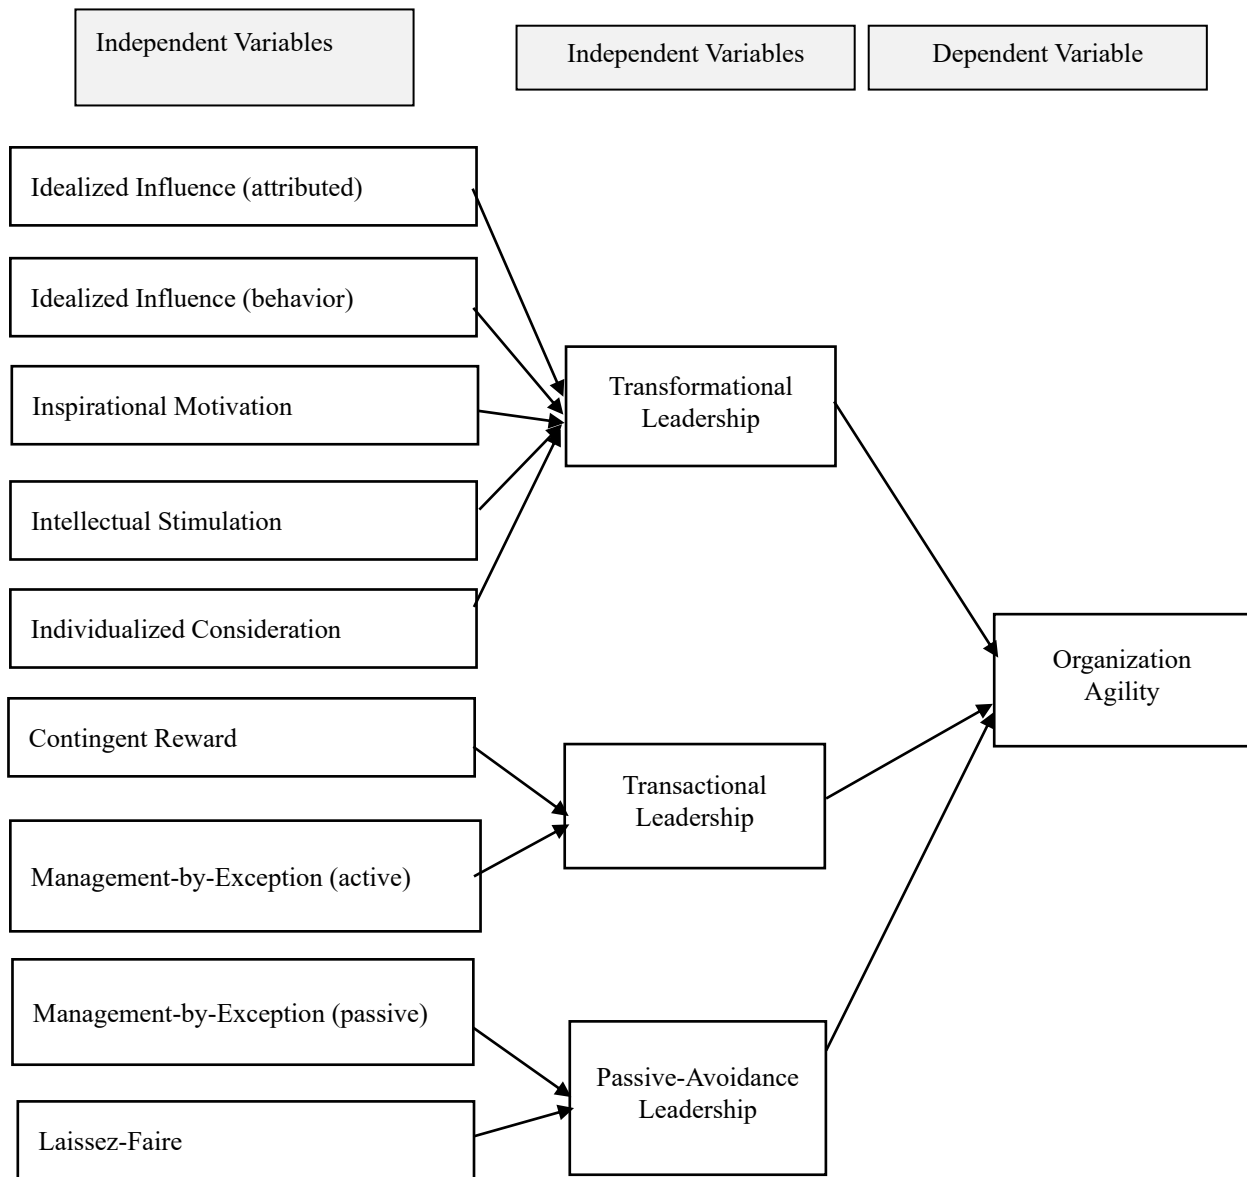 Independent Variables
Independent Variables
Dependent Variable
Idealized Influence (attributed)
Idealized Influence (behavior)
Inspirational Motivation
Intellectual Stimulation
Individualized Consideration
Contingent Reward
Management-by-Exception (active)
Management-by-Exception (passive)
Laissez-Faire
Transformational
Leadership
Transactional
Leadership
Passive-Avoidance
Leadership
Organization
Agility